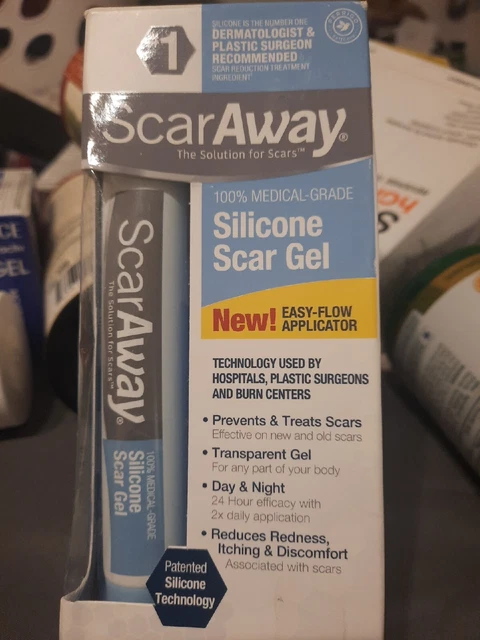 1
SILICONE IS THE NUMBER ONE
DERMATOLOGIST &
PLASTIC SURGEON
RECOMMENDED
SCAR REDUCTION TREATMENT
INGREDIENT
ScarAway®
The Solution for Scars™
100% MEDICAL-GRADE
Silicone
Scar Gel
New! EASY-FLOW
APPLICATOR
TECHNOLOGY USED BY
HOSPITALS, PLASTIC SURGEONS
AND BURN CENTERS
• Prevents & Treats Scars
Effective on new and old scars
• Transparent Gel
For any part of your body
• Day & Night
24 Hour efficacy with
2x daily application
• Reduces Redness,
Itching & Discomfort
Associated with scars
ScarAway®
The Solution for Scars™
100% MEDICAL-GRADE
Silicone
Scar Gel
Patented
Silicone
Technology
GEL